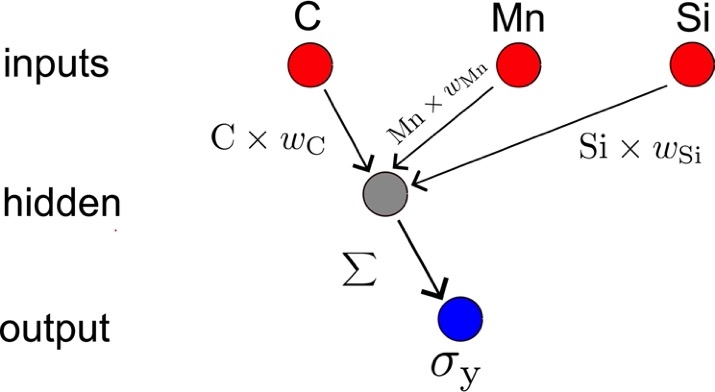 C Mn Si
inputs
C × w_C Mn × w_Mn Si × w_Si
hidden
Σ
output
σ_y